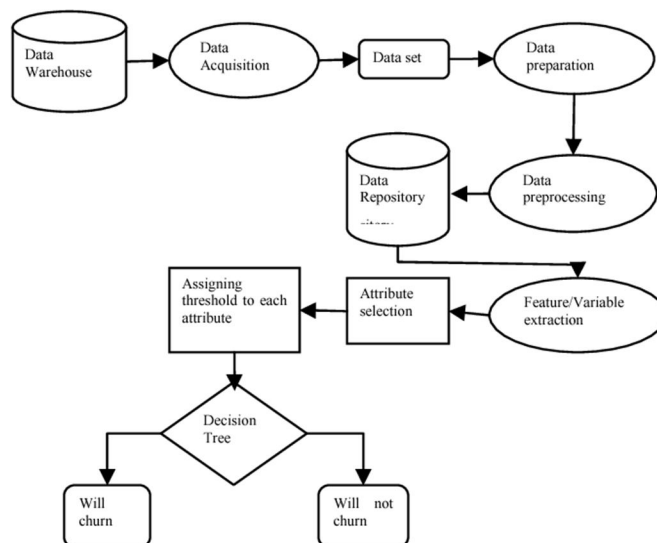 Data
Warehouse
Data
Acquisition
Data set
Data
preparation
Data
Repository
Data
preprocessing
Assigning
threshold to each
attribute
Attribute
selection
Feature/Variable
extraction
Decision
Tree
Will
churn
Will not
churn